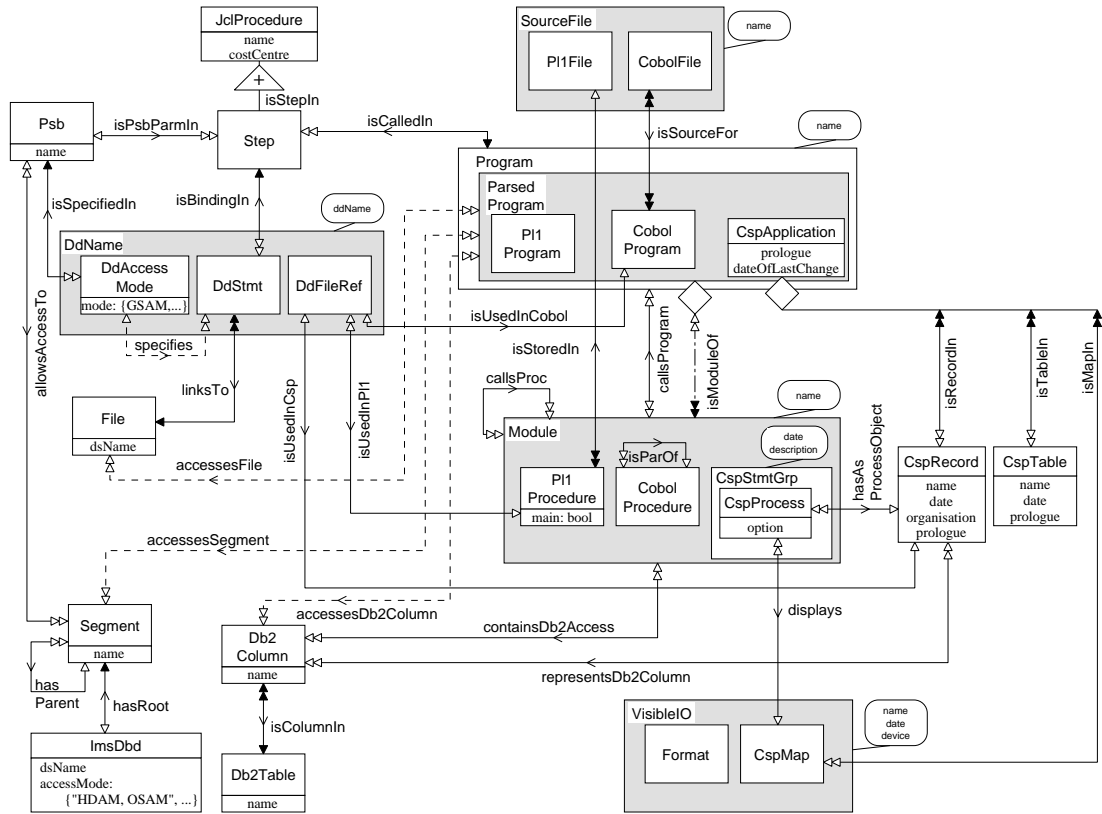 JclProcedure
name
costCentre
+
isStepIn
SourceFile
Pl1File
CobolFile
name
Psb
name
isPsbParmIn
Step
isCalledIn
isSourceFor
name
Program
Parsed
Program
Pl1
Program
Cobol
Program
CspApplication
prologue
dateOfLastChange
isSpecifiedIn
isBindingIn
ddName
DdName
DdAccess
Mode
mode: {GSAM,...}
DdStmt
DdFileRef
specifies
isUsedInCobol
allowsAccessTo
linksTo
isStoredIn
callsProgram
isModuleOf
isRecordIn
isTableIn
isMapIn
File
dsName
accessesFile
isUsedInCsp
isUsedInPl1
callsProc
name
Module
date
description
isParOf
Pl1
Procedure
main: bool
Cobol
Procedure
CspStmtGrp
CspProcess
option
hasAs
ProcessObject
CspRecord
name
date
organisation
prologue
CspTable
name
date
prologue
accessesSegment
accessesDb2Column
containsDb2Access
displays
Segment
name
has
Parent
hasRoot
Db2
Column
name
representsDb2Column
isColumnIn
ImsDbd
dsName
accessMode:
{"HDAM, OSAM", ...}
Db2Table
name
VisibleIO
Format
CspMap
name
date
device